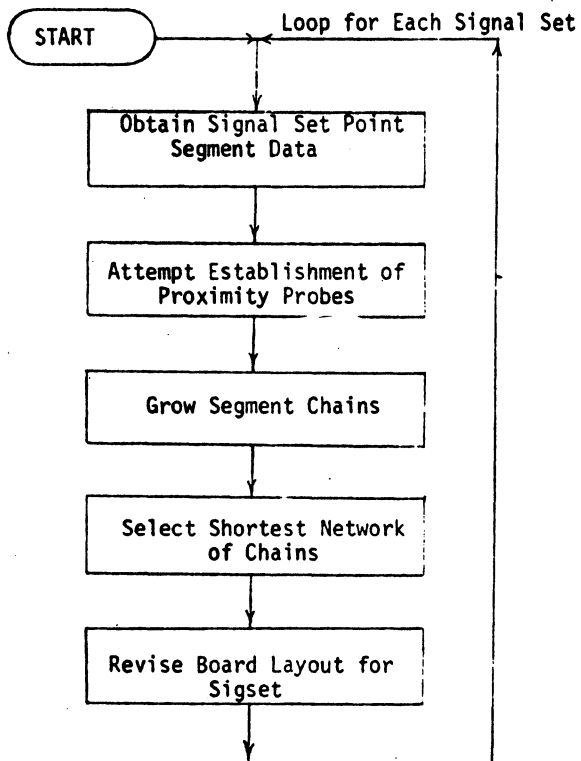 Loop for Each Signal Set
START
Obtain Signal Set Point
Segment Data
Attempt Establishment of
Proximity Probes
Grow Segment Chains
Select Shortest Network
of Chains
Revise Board Layout for
Sigset